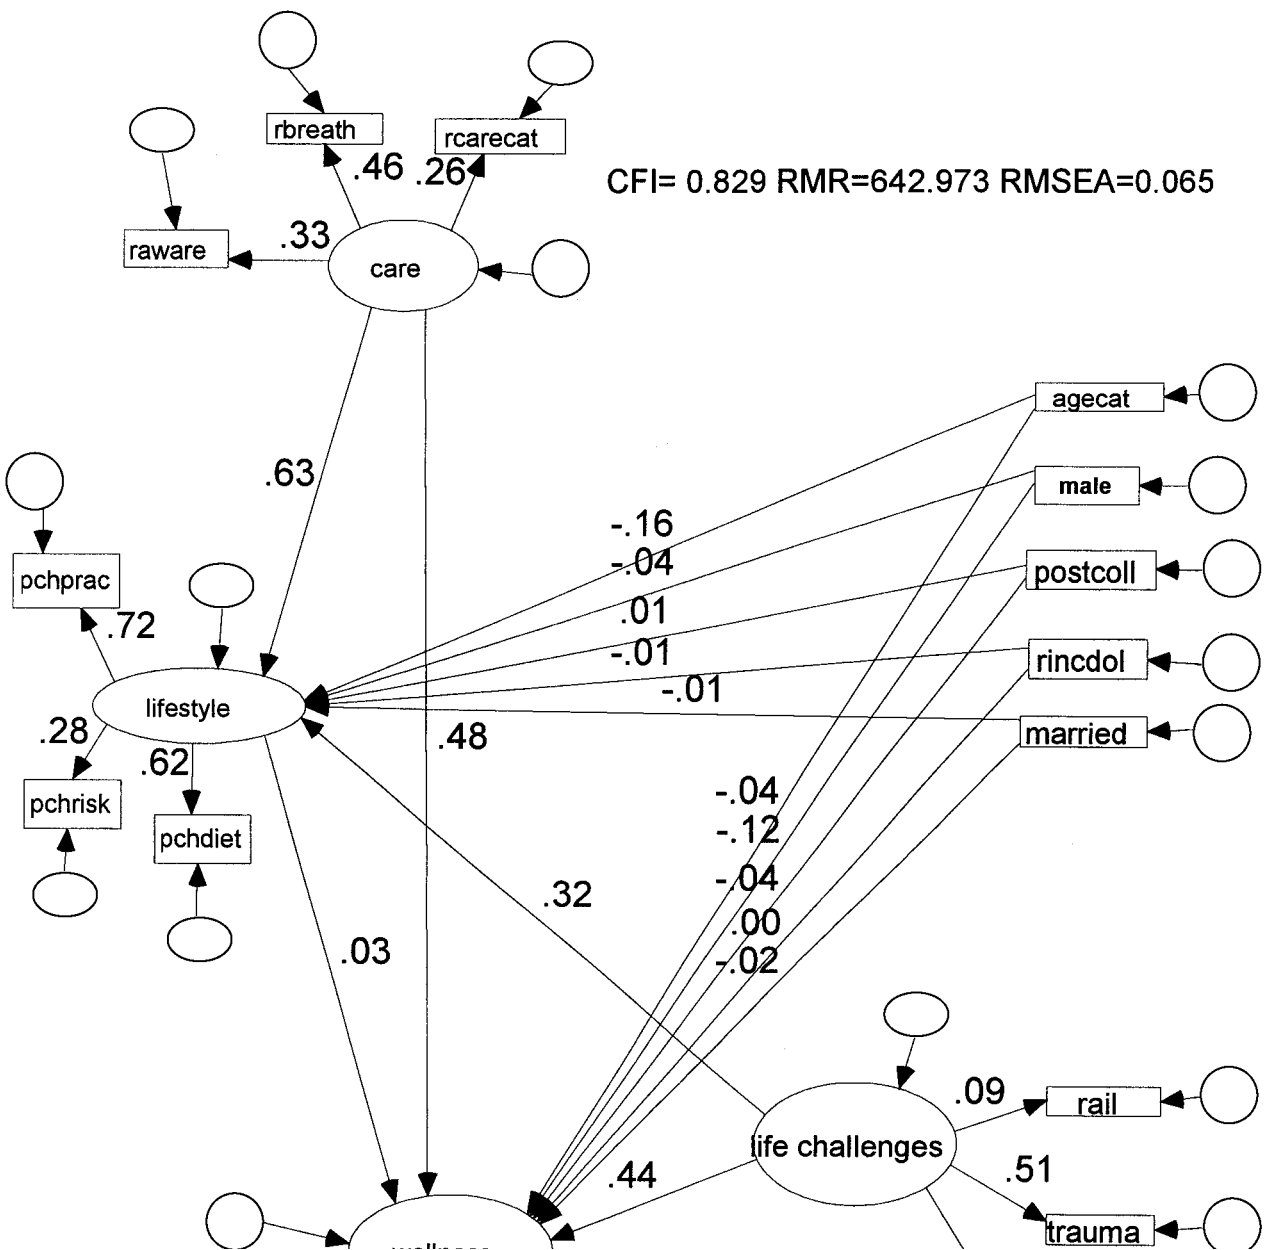 rbreath
rcarecat
.46 .26
CFI= 0.829 RMR=642.973 RMSEA=0.065
raware
.33
care
agecat
.63
male
-.16
-.04
pchprac
postcoll
.72
.01
-.01
rincdol
-.01
lifestyle
married
.28
.62
.48
pchrisk
-.04
pchdiet
-.12
-.04
.32
.00
.03
-.02
.09
rail
life challenges
.44
.51
trauma